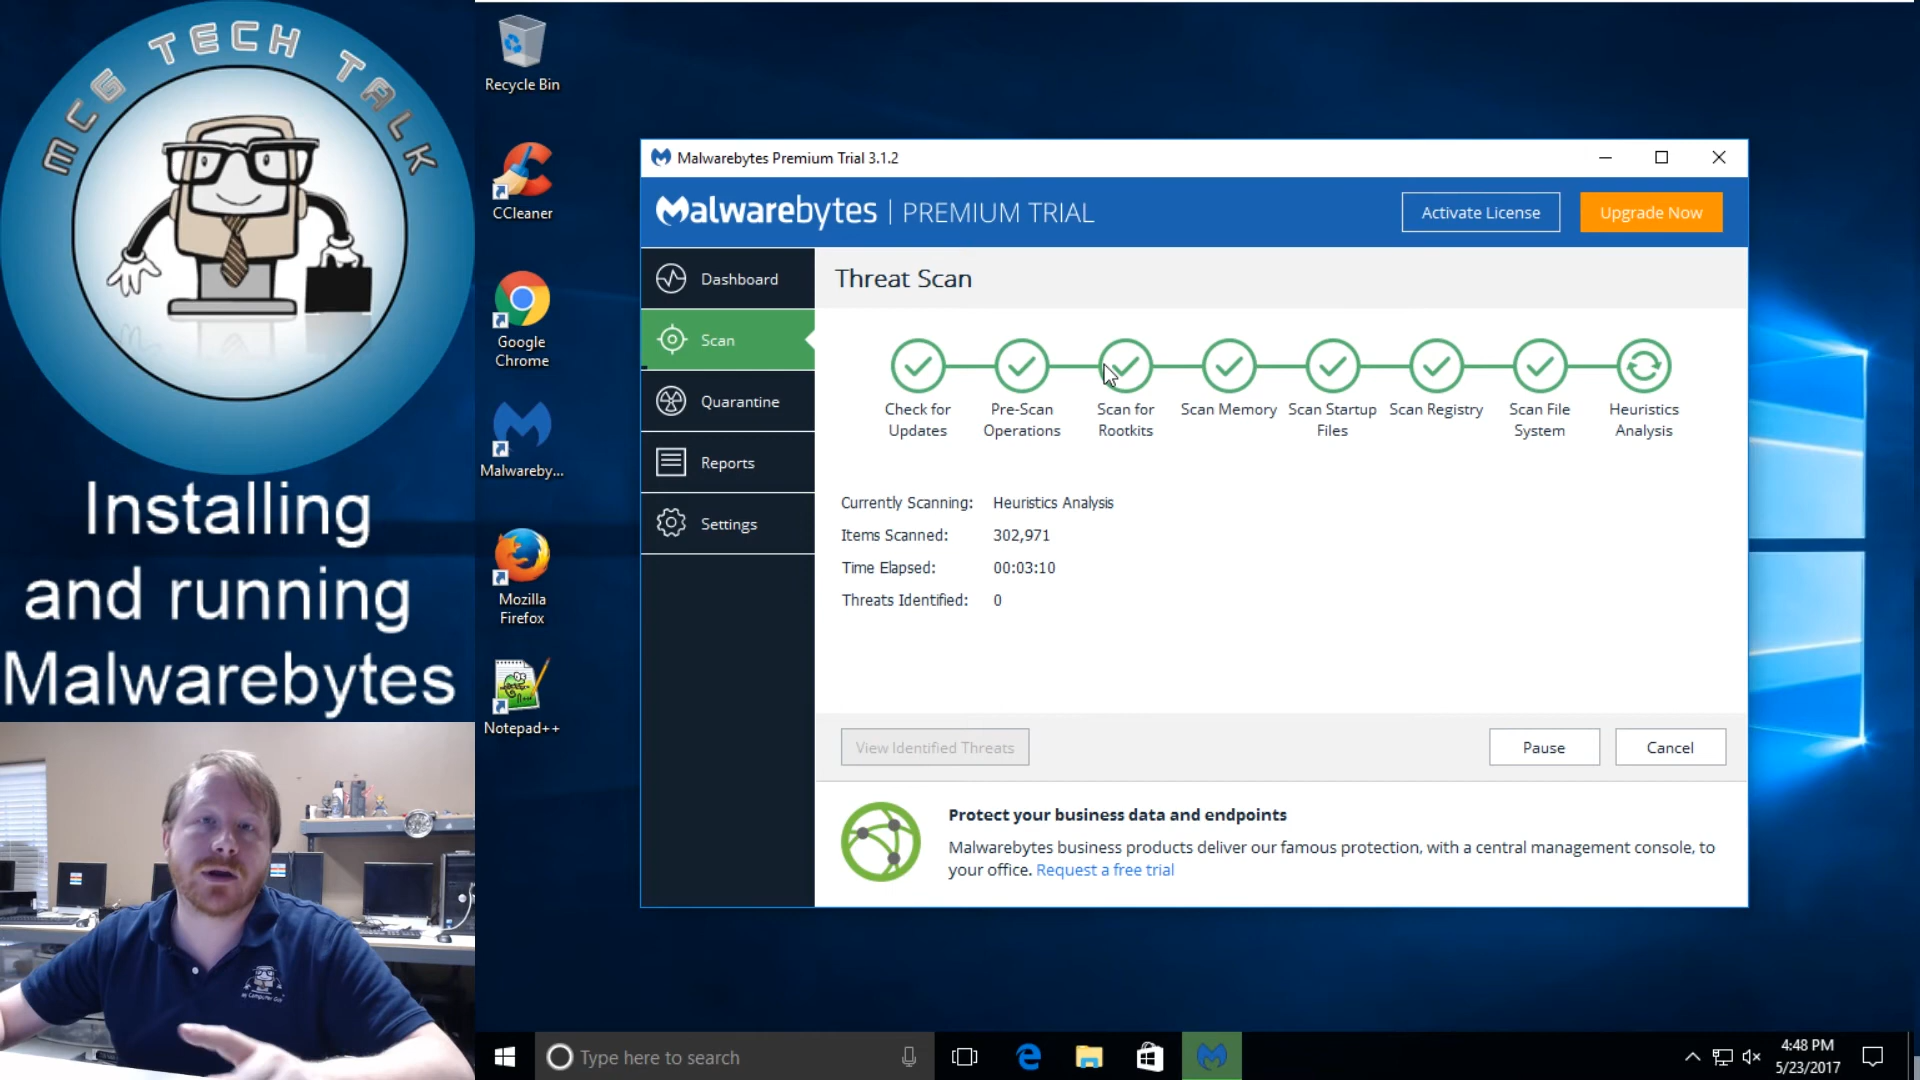 MCG TECH TALK
Installing
and running
Malwarebytes
Recycle Bin
CCleaner
Google
Chrome
Malwareby...
Mozilla
Firefox
Notepad++
Malwarebytes Premium Trial 3.1.2
Malwarebytes | PREMIUM TRIAL
Activate License
Upgrade Now
Dashboard
Scan
Quarantine
Reports
Settings
Threat Scan
Check for
Updates
Pre-Scan
Operations
Scan for
Rootkits
Scan Memory
Scan Startup
Files
Scan Registry
Scan File
System
Heuristics
Analysis
Currently Scanning: Heuristics Analysis
Items Scanned: 302,971
Time Elapsed: 00:03:10
Threats Identified: 0
View Identified Threats
Pause
Cancel
Protect your business data and endpoints
Malwarebytes business products deliver our famous protection, with a central management console, to
your office. Request a free trial
Type here to search
4:48 PM
5/23/2017